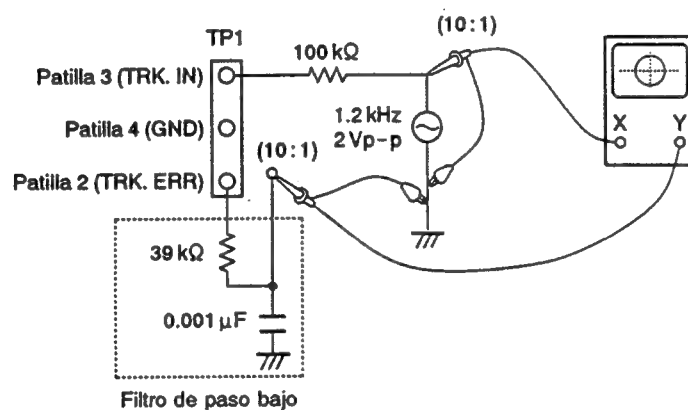 TP1
(10:1)
100 kΩ
Patilla 3 (TRK. IN)
Patilla 4 (GND)
1.2 kHz
2 Vp-p
X
Y
(10:1)
Patilla 2 (TRK. ERR)
39 kΩ
0.001 µF
Filtro de paso bajo